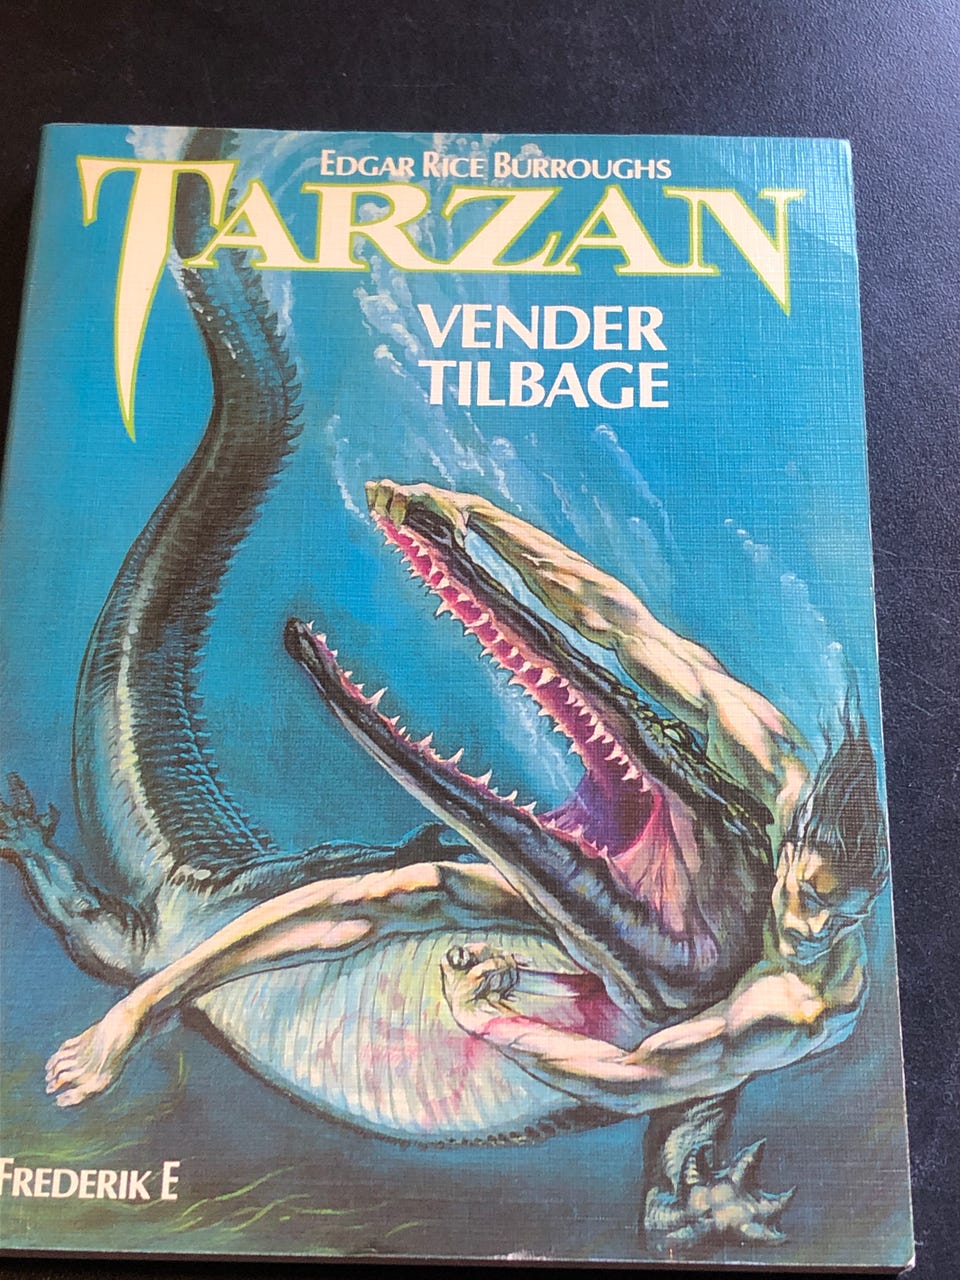 EDGAR RICE BURROUGHS
TARZAN
VENDER
TILBAGE
FREDERIK E